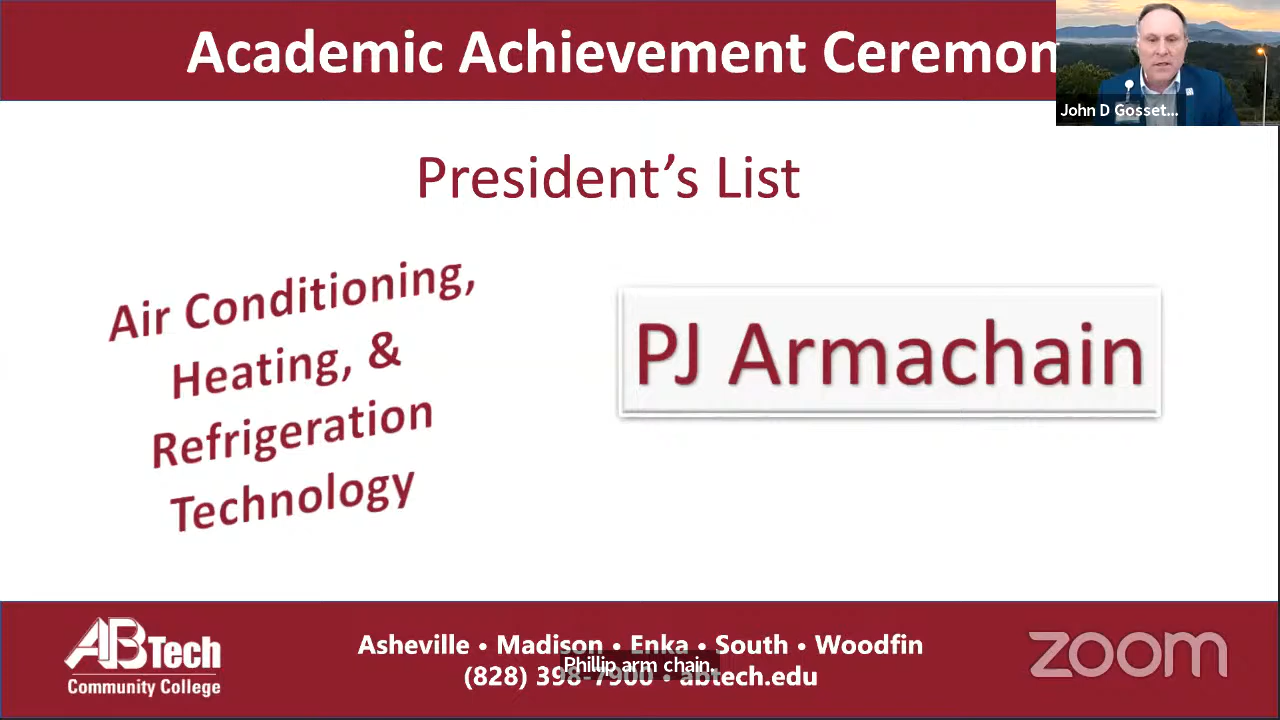 Academic Achievement Ceremon
John D Gosset...
President's List
Air Conditioning,
Heating, &
Refrigeration
Technology
PJ Armachain
AB Tech
Community College
Asheville • Madison • Enka • South • Woodfin
Phillip arm chain.
(828) 398-7900 • abtech.edu
zoom